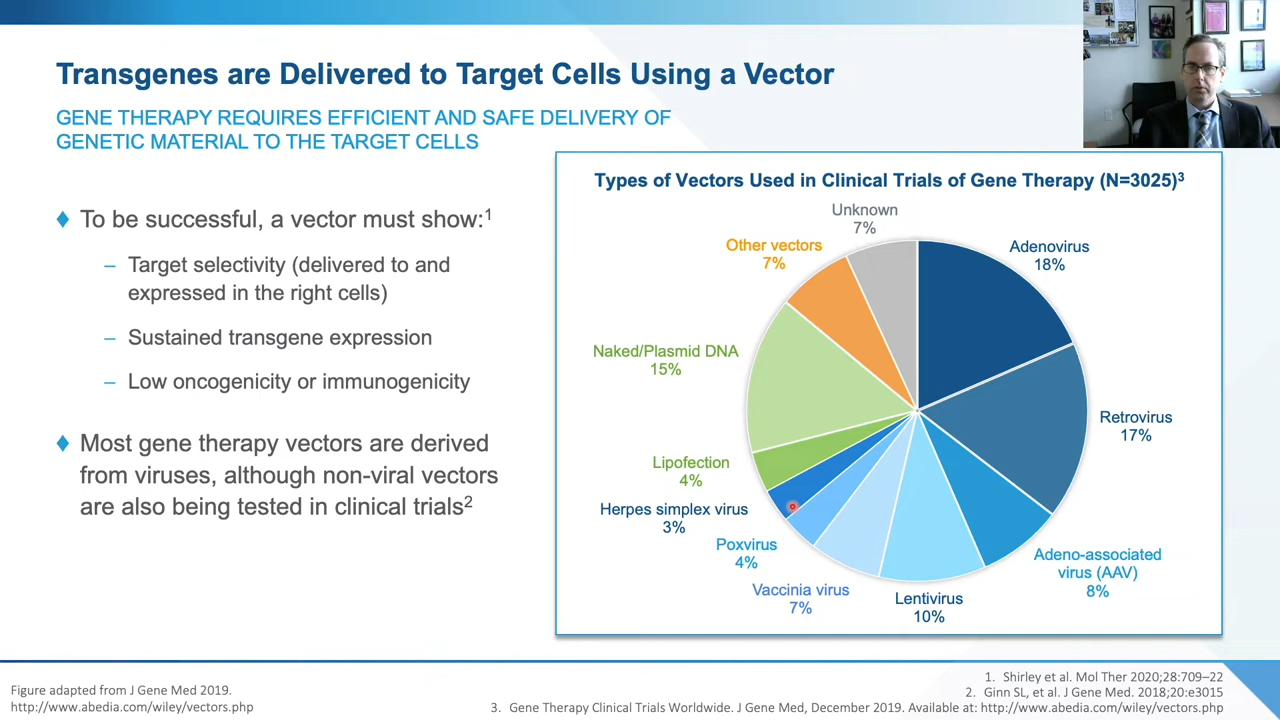 Transgenes are Delivered to Target Cells Using a Vector
GENE THERAPY REQUIRES EFFICIENT AND SAFE DELIVERY OF
GENETIC MATERIAL TO THE TARGET CELLS
♦ To be successful, a vector must show:1
– Target selectivity (delivered to and
expressed in the right cells)
– Sustained transgene expression
– Low oncogenicity or immunogenicity
♦ Most gene therapy vectors are derived
from viruses, although non-viral vectors
are also being tested in clinical trials2
Types of Vectors Used in Clinical Trials of Gene Therapy (N=3025)3
Unknown
7%
Adenovirus
18%
Retrovirus
17%
Adeno-associated
virus (AAV)
8%
Lentivirus
10%
Vaccinia virus
7%
Poxvirus
4%
Herpes simplex virus
3%
Lipofection
4%
Naked/Plasmid DNA
15%
Other vectors
7%
Figure adapted from J Gene Med 2019.
http://www.abedia.com/wiley/vectors.php
1. Shirley et al. Mol Ther 2020;28:709–22
2. Ginn SL, et al. J Gene Med. 2018;20:e3015
3. Gene Therapy Clinical Trials Worldwide. J Gene Med, December 2019. Available at: http://www.abedia.com/wiley/vectors.php